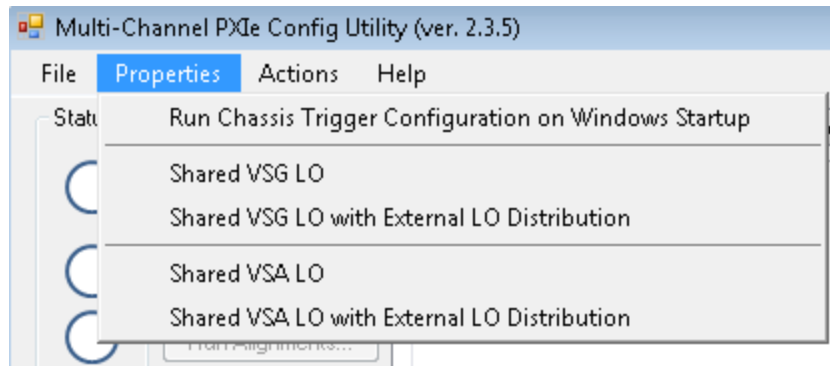 Multi-Channel PXIe Config Utility (ver. 2.3.5)
File Properties Actions Help
Run Chassis Trigger Configuration on Windows Startup
Shared VSG LO
Shared VSG LO with External LO Distribution
Shared VSA LO
Shared VSA LO with External LO Distribution